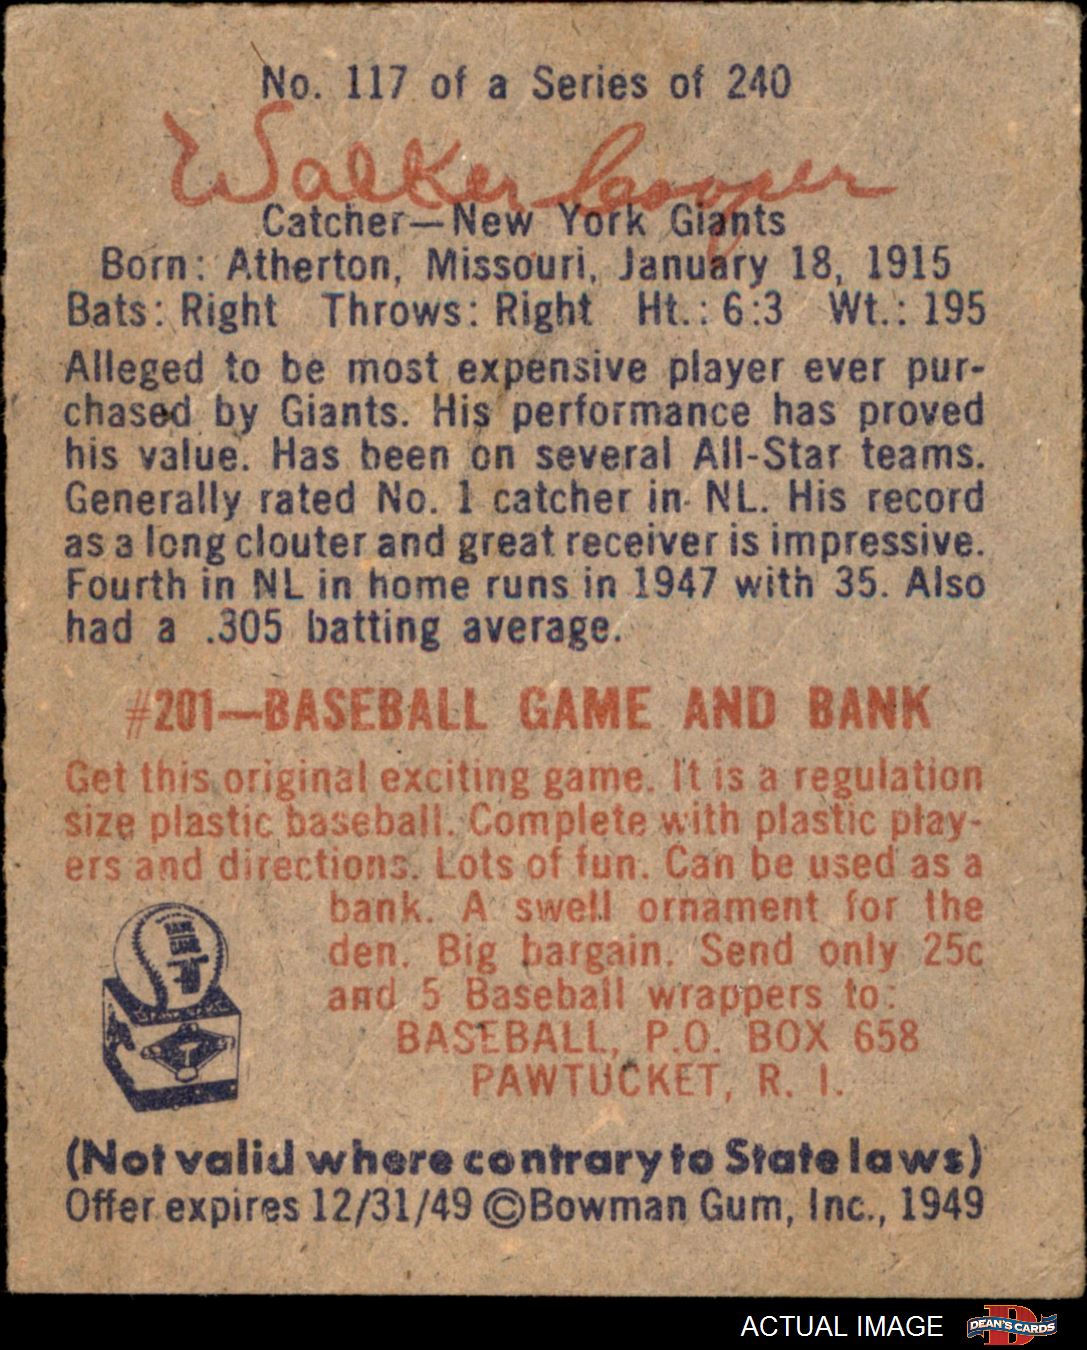 No. 117 of a Series of 240
Walker Cooper
Catcher—New York Giants
Born: Atherton, Missouri, January 18, 1915
Bats: Right Throws: Right Ht.: 6:3 Wt.: 195
Alleged to be most expensive player ever pur-
chased by Giants. His performance has proved
his value. Has been on several All-Star teams.
Generally rated No. 1 catcher in NL. His record
as a long clouter and great receiver is impressive.
Fourth in NL in home runs in 1947 with 35. Also
had a .305 batting average.
#201—BASEBALL GAME AND BANK
Get this original exciting game. It is a regulation
size plastic baseball. Complete with plastic play-
ers and directions. Lots of fun. Can be used as a
bank. A swell ornament for the
den. Big bargain. Send only 25c
and 5 Baseball wrappers to:
BASEBALL, P.O. BOX 658
PAWTUCKET, R. I.
(Not valid where contrary to State laws)
Offer expires 12/31/49 ©Bowman Gum, Inc., 1949
ACTUAL IMAGE DEAN'S CARDS